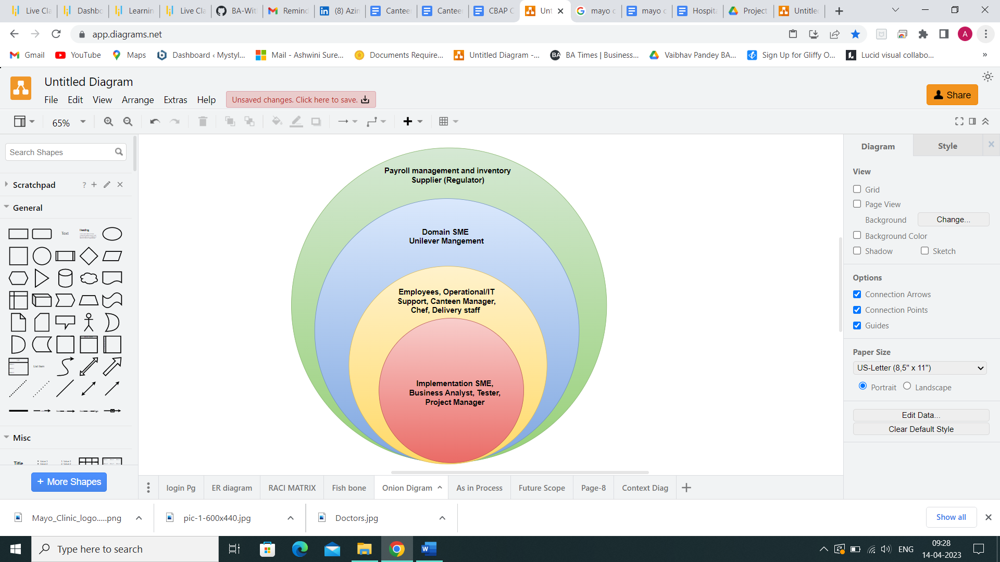 Live Cla
Dashbo
Learnin
Live Cla
BA-Wit
Remind
(8) Azim
Canteen
Canteen
CBAP C
Unt
mayo c
mayo c
Hospita
Project
Untitled
app.diagrams.net
A
Gmail
YouTube
Maps
Dashboard ‹ Mystyl...
Mail - Ashwini Sure...
Documents Require...
Untitled Diagram -...
BA
BA Times | Business...
Vaibhav Pandey BA...
Sign Up for Gliffy O...
Lucid visual collabo...
»
Untitled Diagram
File Edit View Arrange Extras Help
Unsaved changes. Click here to save.
Share
65%
Search Shapes
Scratchpad
?
General
Text
Heading
List Item
Misc
Title
+ More Shapes
Payroll management and inventory
Supplier (Regulator)
Domain SME
Unilever Mangement
Employees, Operational/IT
Support, Canteen Manager,
Chef, Delivery staff
Implementation SME,
Business Analyst, Tester,
Project Manager
Diagram
Style
View
Grid
Page View
Background
Change...
Background Color
Shadow
Sketch
Options
Connection Arrows
Connection Points
Guides
Paper Size
US-Letter (8,5" x 11")
Portrait
Landscape
Edit Data...
Clear Default Style
login Pg
ER diagram
RACI MATRIX
Fish bone
Onion Digram
As in Process
Future Scope
Page-8
Context Diag
Mayo_Clinic_logo.....png
pic-1-600x440.jpg
Doctors.jpg
Show all
Type here to search
ENG
09:28
14-04-2023